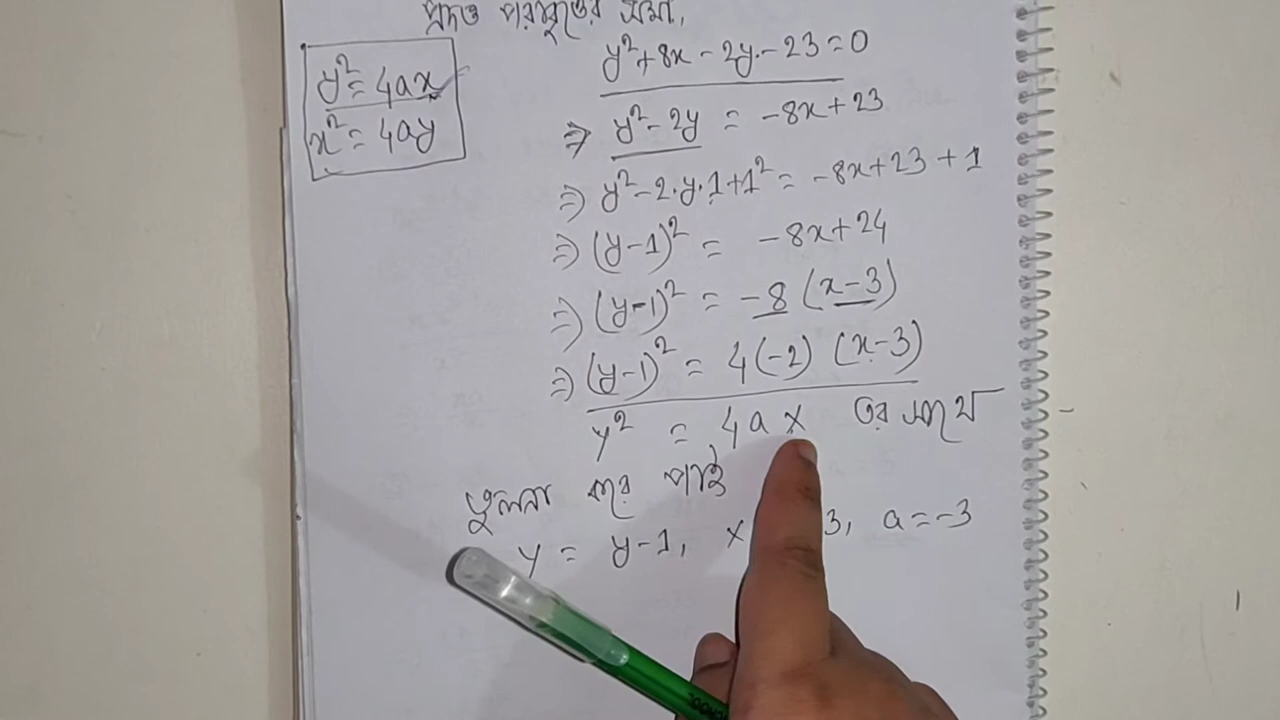 প্রদত্ত পরাবৃত্তের সমী,
y² = 4ax
x² = 4ay
y²+8x-2y-23=0
⇒ y²-2y = -8x+23
⇒ y²-2·y·1+1² = -8x+23+1
⇒ (y-1)² = -8x+24
⇒ (y-1)² = -8(x-3)
⇒ (y-1)² = 4(-2)(x-3)
Y² = 4aX এর সাথে
তুলনা করে পাই
Y = y-1, X 3, a=-3